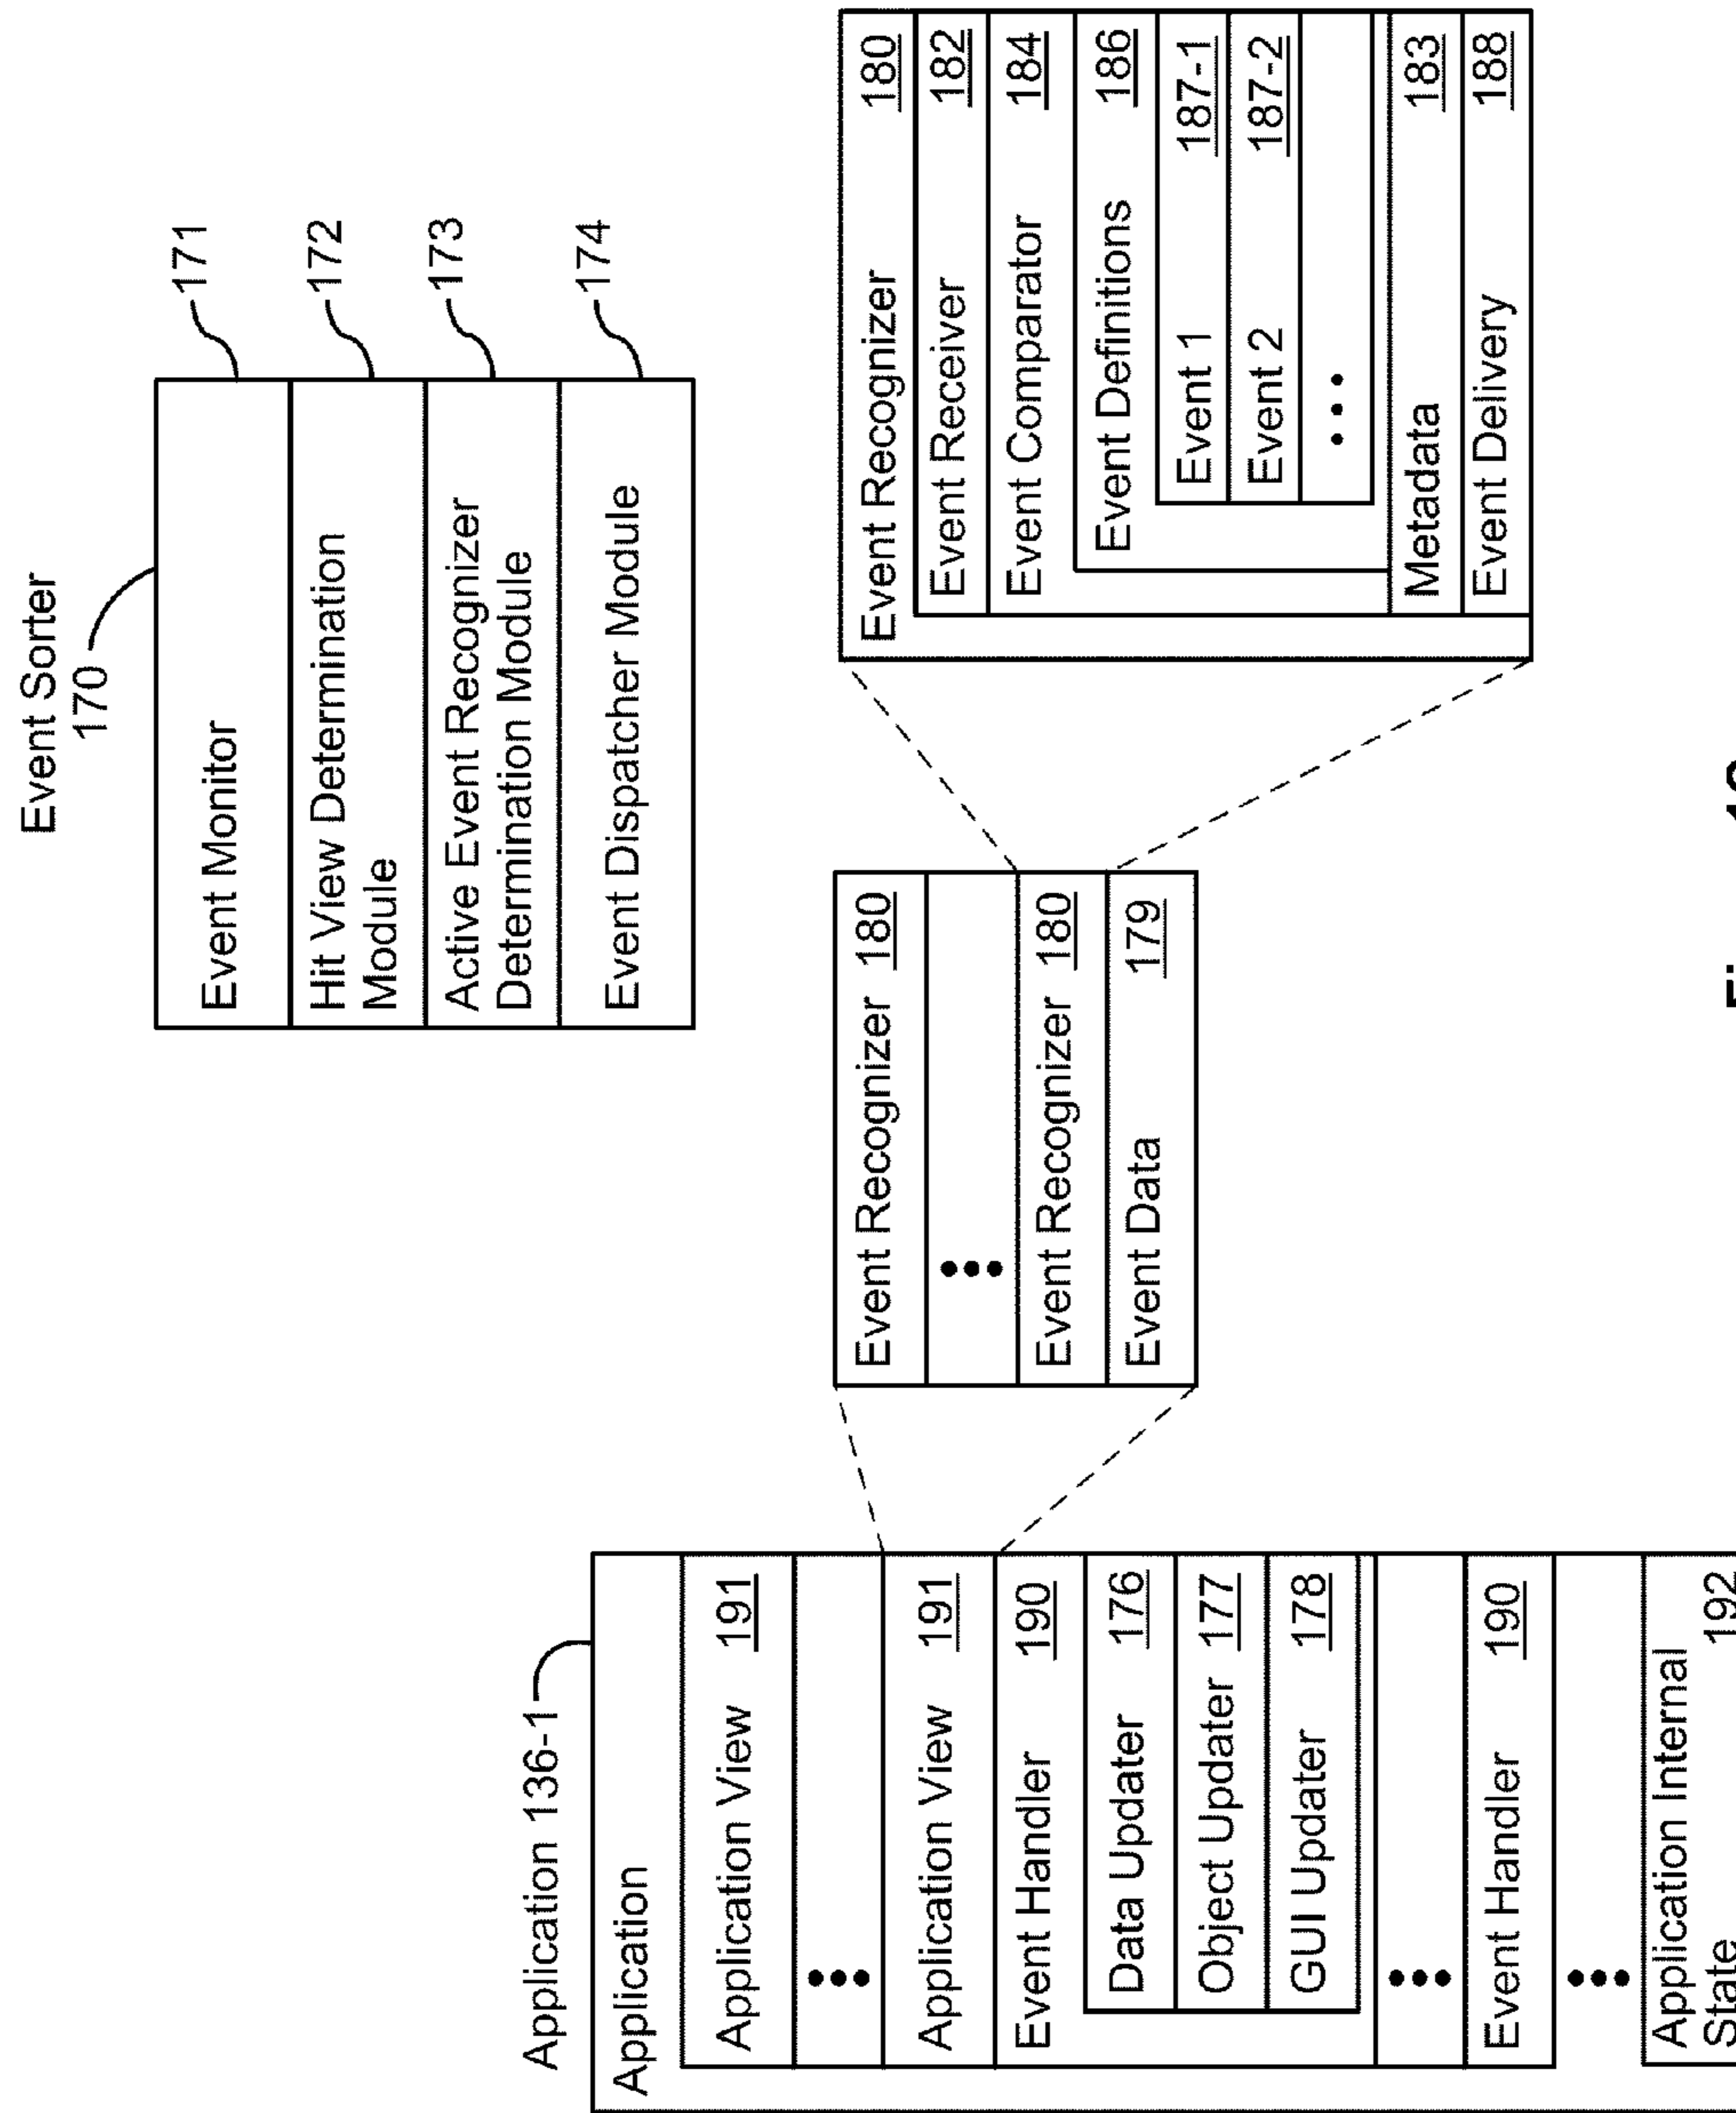 Event Sorter
170
Event Monitor
171
Hit View Determination
Module
172
Active Event Recognizer
Determination Module
173
Event Dispatcher Module
174
Application 136-1
Application
Application View 191
Application View 191
Event Handler 190
Data Updater 176
Object Updater 177
GUI Updater 178
Event Handler 190
Application Internal
State 192
Event Recognizer 180
Event Recognizer 180
Event Data 179
Event Recognizer 180
Event Receiver 182
Event Comparator 184
Event Definitions 186
Event 1 187-1
Event 2 187-2
Metadata 183
Event Delivery 188